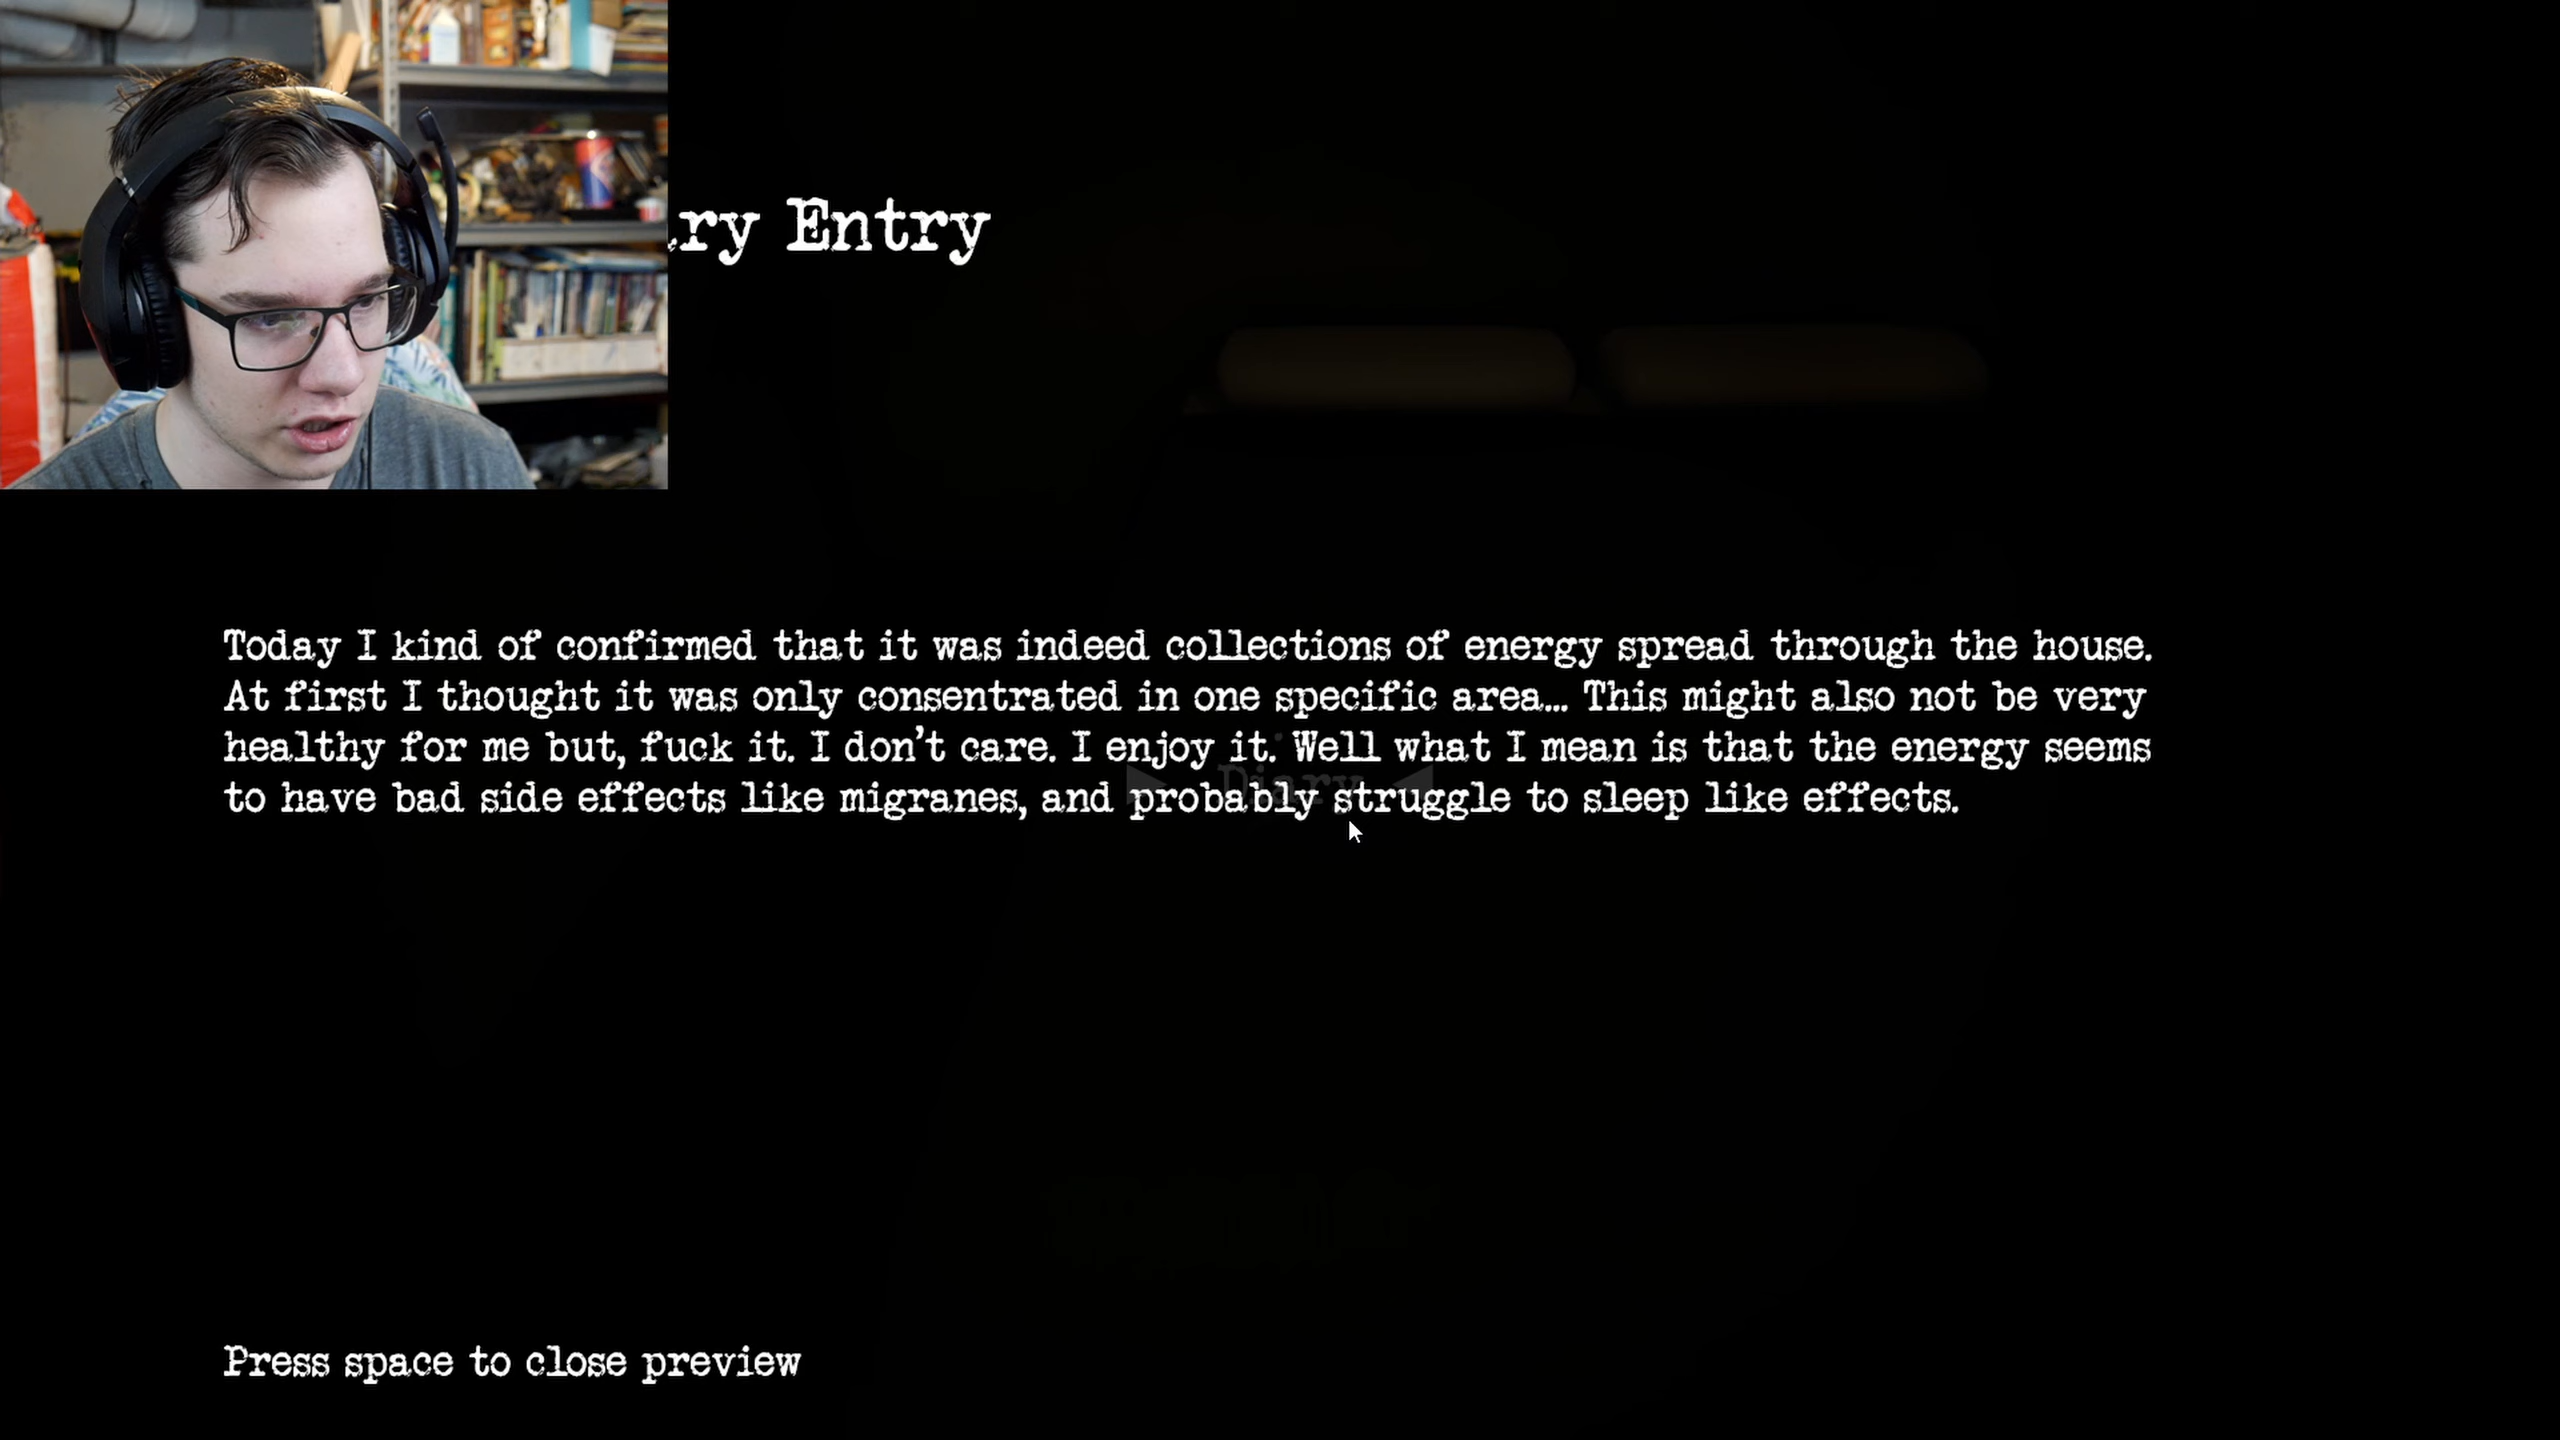 Entry
Today I kind of confirmed that it was indeed collections of energy spread through the house.
At first I thought it was only consentrated in one specific area... This might also not be very
healthy for me but, fuck it. I don't care. I enjoy it. Well what I mean is that the energy seems
Diary
to have bad side effects like migranes, and probably struggle to sleep like effects.
Press space to close preview